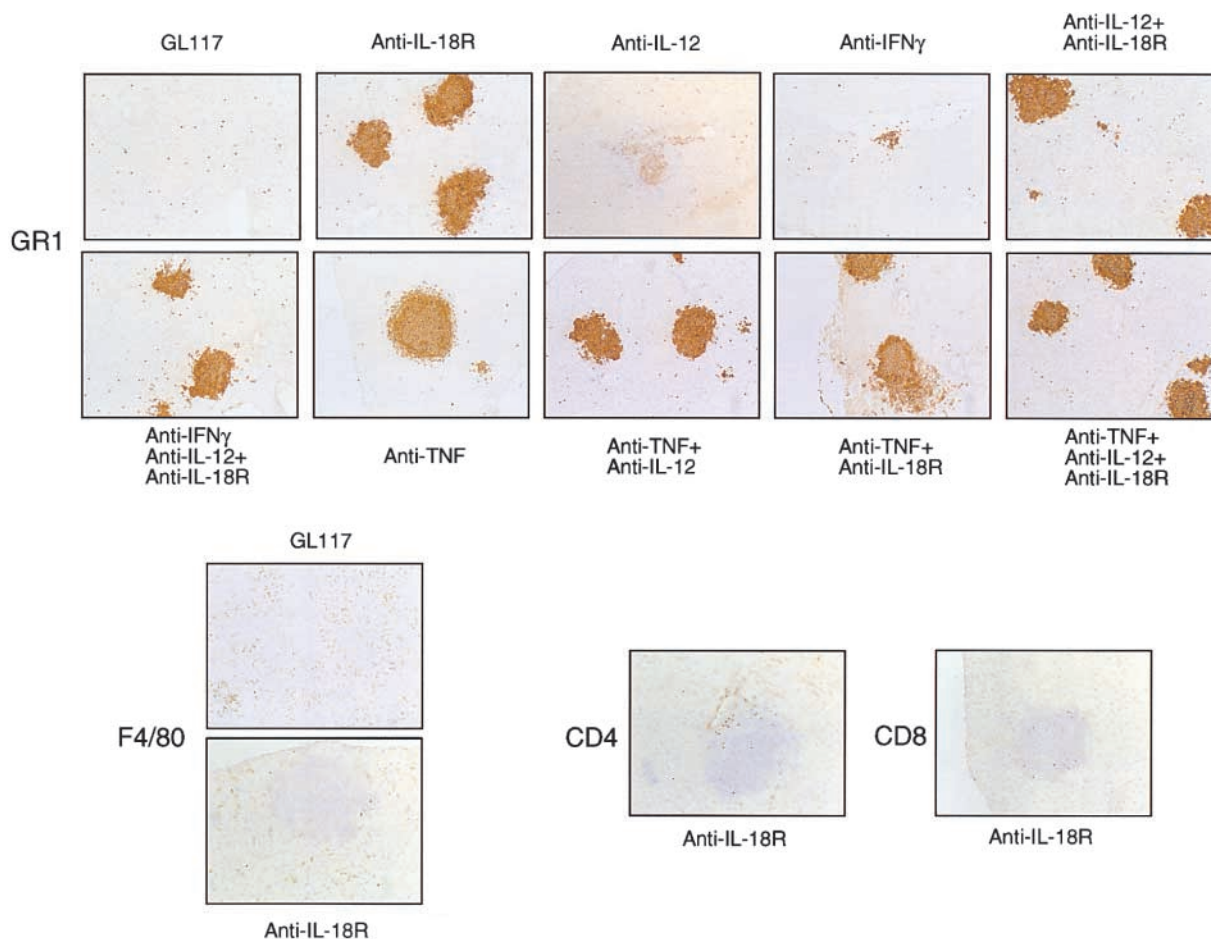 GL117
Anti-IL-18R
Anti-IL-12
Anti-IFNγ
Anti-IL-12+
Anti-IL-18R
GR1
Anti-IFNγ
Anti-IL-12+
Anti-IL-18R
Anti-TNF
Anti-TNF+
Anti-IL-12
Anti-TNF+
Anti-IL-18R
Anti-TNF+
Anti-IL-12+
Anti-IL-18R
GL117
F4/80
Anti-IL-18R
CD4
Anti-IL-18R
CD8
Anti-IL-18R